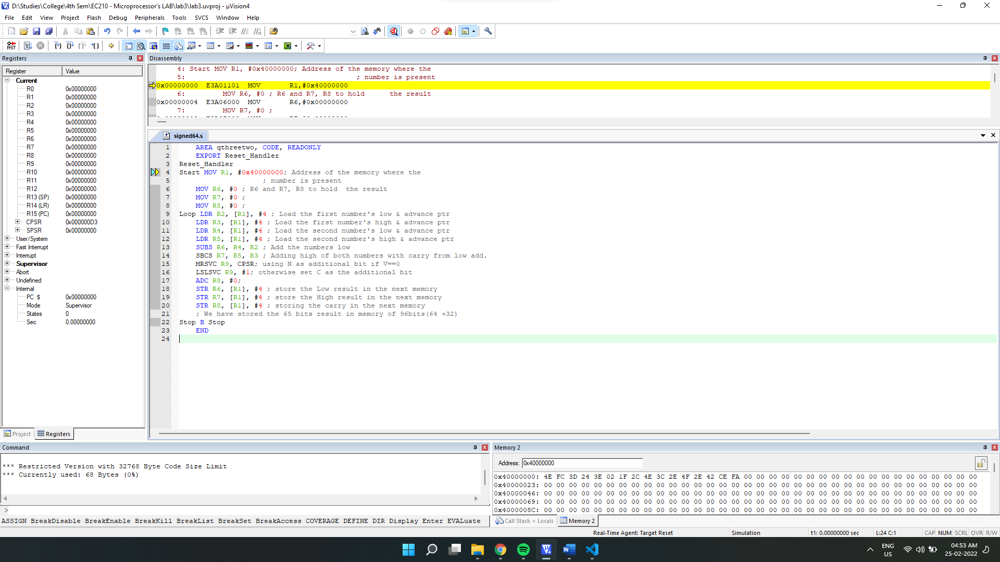 D:\Studies\College\4th Sem\EC210 - Microprocessor's LAB\lab3\lab3.uvproj - µVision4
File Edit View Project Flash Debug Peripherals Tools SVCS Window Help
Registers
Register Value
Current
R0 0x00000000
R1 0x00000000
R2 0x00000000
R3 0x00000000
R4 0x00000000
R5 0x00000000
R6 0x00000000
R7 0x00000000
R8 0x00000000
R9 0x00000000
R10 0x00000000
R11 0x00000000
R12 0x00000000
R13 (SP) 0x00000000
R14 (LR) 0x00000000
R15 (PC) 0x00000000
CPSR 0x000000D3
SPSR 0x00000000
User/System
Fast Interrupt
Interrupt
Supervisor
Abort
Undefined
Internal
PC $ 0x00000000
Mode Supervisor
States 0
Sec 0.00000000
Project Registers
Disassembly
4: Start MOV R1, #0x40000000; Address of the memory where the
5: ; number is present
0x00000000 E3A01101 MOV R1,#0x40000000
6: MOV R6, #0 ; R6 and R7, R8 to hold the result
0x00000004 E3A06000 MOV R6,#0x00000000
7: MOV R7, #0 ;
signed64.s
1 AREA qthreetwo, CODE, READONLY
2 EXPORT Reset_Handler
3 Reset_Handler
4 Start MOV R1, #0x40000000; Address of the memory where the
5 ; number is present
6 MOV R6, #0 ; R6 and R7, R8 to hold the result
7 MOV R7, #0 ;
8 MOV R8, #0 ;
9 Loop LDR R2, [R1], #4 ; Load the first number's low & advance ptr
10 LDR R3, [R1], #4 ; Load the first number's high & advance ptr
11 LDR R4, [R1], #4 ; Load the second number's low & advance ptr
12 LDR R5, [R1], #4 ; Load the second number's high & advance ptr
13 SUBS R6, R4, R2 ; Add the numbers low
14 SBCS R7, R5, R3 ; Adding high of both numbers with carry from low add.
15 MRSVC R9, CPSR; using N as additional bit if V==0
16 LSLSVC R9, #1; otherwise set C as the additional bit
17 ADC R8, #0;
18 STR R6, [R1], #4 ; store the Low result in the next memory
19 STR R7, [R1], #4 ; store the High result in the next memory
20 STR R8, [R1], #4 ; storing the carry in the next memory
21 ; We have stored the 65 bits result in memory of 96bits(64 +32)
22 Stop B Stop
23 END
24
Command
*** Restricted Version with 32768 Byte Code Size Limit
*** Currently used: 68 Bytes (0%)
>
ASSIGN BreakDisable BreakEnable BreakKill BreakList BreakSet BreakAccess COVERAGE DEFINE DIR Display Enter EVALuate
Memory 2
Address: 0x40000000
0x40000000: 4E FC 3D 24 3E 02 1F 2C 4E 3C 2E 4F 2E 42 CE FA 00 00 00 00 00 00 00 00 00 00 00 00 00 00 00 00 00 00 00
0x40000023: 00 00 00 00 00 00 00 00 00 00 00 00 00 00 00 00 00 00 00 00 00 00 00 00 00 00 00 00 00 00 00 00 00 00 00
0x40000046: 00 00 00 00 00 00 00 00 00 00 00 00 00 00 00 00 00 00 00 00 00 00 00 00 00 00 00 00 00 00 00 00 00 00 00
0x40000069: 00 00 00 00 00 00 00 00 00 00 00 00 00 00 00 00 00 00 00 00 00 00 00 00 00 00 00 00 00 00 00 00 00 00 00
0x4000008C: 00 00 00 00 00 00 00 00 00 00 00 00 00 00 00 00 00 00 00 00 00 00 00 00 00 00 00 00 00 00 00 00 00 00 00
Call Stack + Locals Memory 2
Real-Time Agent: Target Reset Simulation t1: 0.00000000 sec L:24 C:1 CAP NUM SCRL OVR R/W
ENG
US
04:53 AM
25-02-2022